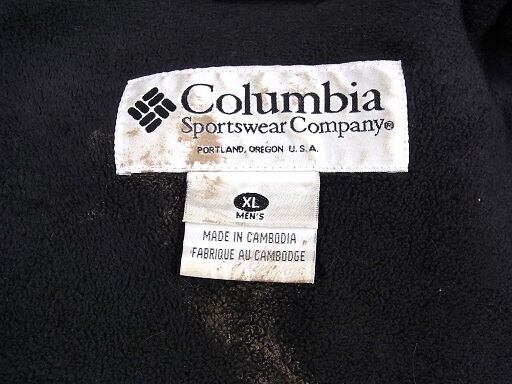 Columbia
Sportswear Company®
PORTLAND, OREGON U.S.A.
XL
MEN'S
MADE IN CAMBODIA
FABRIQUE AU CAMBODGE